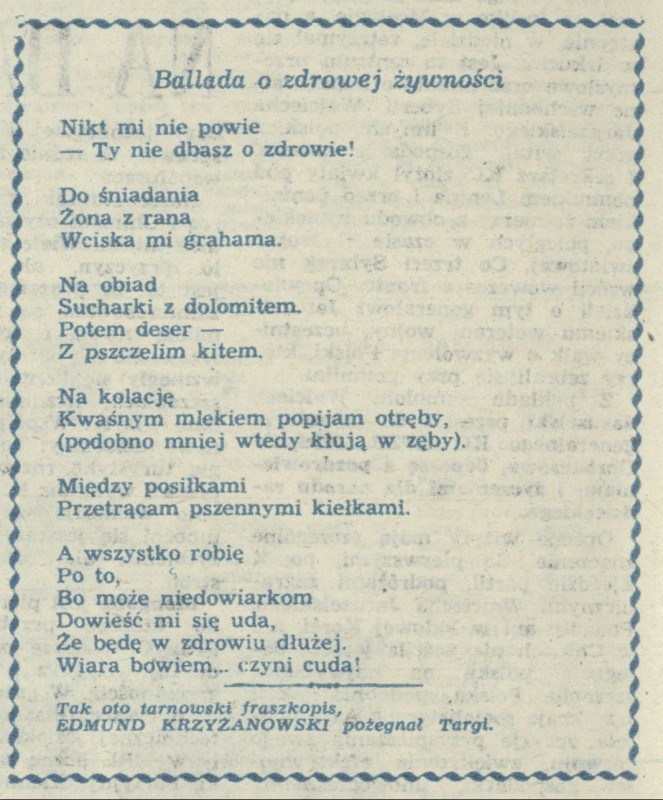 Ballada o zdrowej żywności
Nikt mi nie powie
— Ty nie dbasz o zdrowie!
Do śniadania
Żona z rana
Wciska mi grahama.
Na obiad
Sucharki z dolomitem.
Potem deser —
Z pszczelim kitem.
Na kolację
Kwaśnym mlekiem popijam otręby,
(podobno mniej wtedy kłują w zęby).
Między posiłkami
Przetrącam pszennymi kiełkami.
A wszystko robię
Po to,
Bo może niedowiarkom
Dowieść mi się uda,
Że będę w zdrowiu dłużej.
Wiara bowiem... czyni cuda!
Tak oto tarnowski fraszkopis,
EDMUND KRZYŻANOWSKI pożegnał Targi.